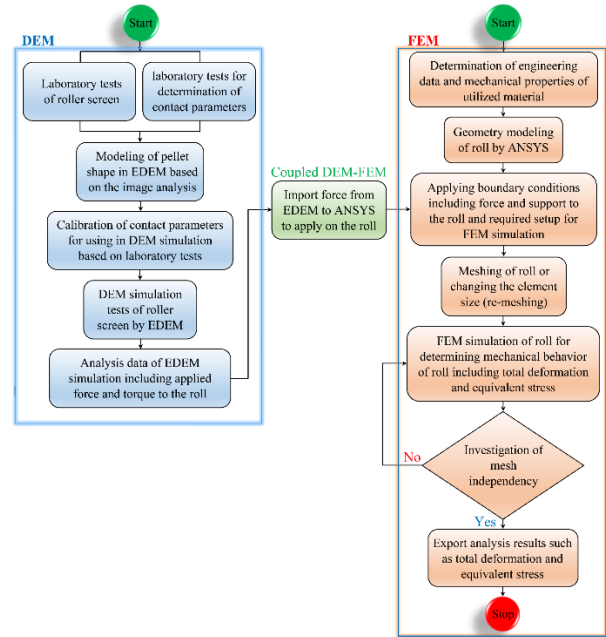 Start
DEM
Laboratory tests
of roller screen
laboratory tests for
determination of
contact parameters
Modeling of pellet
shape in EDEM based
on the image analysis
Calibration of contact parameters
for using in DEM simulation
based on laboratory tests
DEM simulation
tests of roller
screen by EDEM
Analysis data of EDEM
simulation including applied
force and torque to the roll
Coupled DEM-FEM
Import force from
EDEM to ANSYS
to apply on the roll
Start
FEM
Determination of engineering
data and mechanical properties of
utilized material
Geometry modeling
of roll by ANSYS
Applying boundary conditions
including force and support to
the roll and required setup for
FEM simulation
Meshing of roll or
changing the element
size (re-meshing)
FEM simulation of roll for
determining mechanical behavior
of roll including total deformation
and equivalent stress
Investigation of
mesh
independency
No
Yes
Export analysis results such
as total deformation and
equivalent stress
Stop